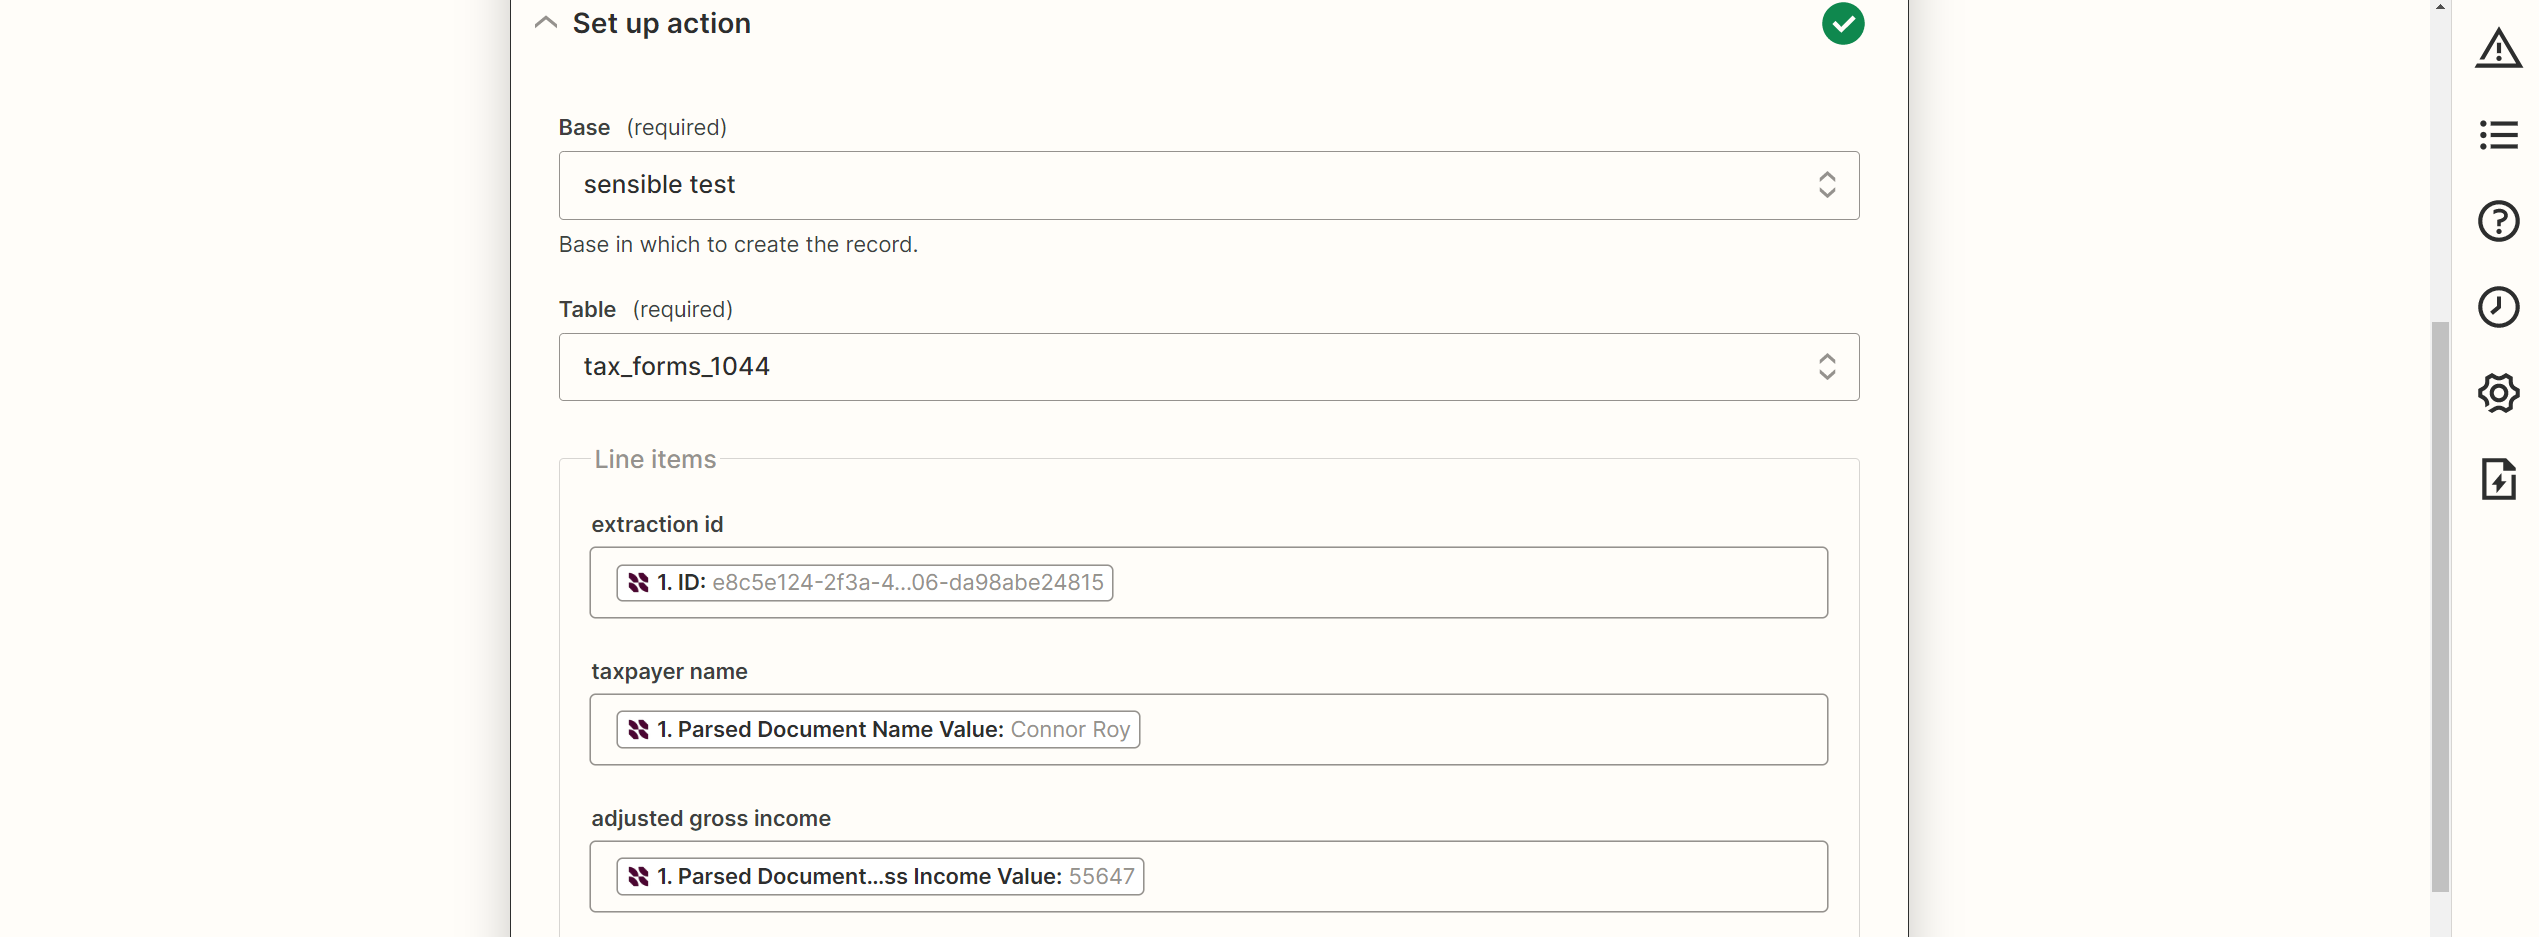 Set up action
Base (required)
sensible test
Base in which to create the record.
Table (required)
tax_forms_1044
Line items
extraction id
1. ID: e8c5e124-2f3a-4...06-da98abe24815
taxpayer name
1. Parsed Document Name Value: Connor Roy
adjusted gross income
1. Parsed Document...ss Income Value: 55647